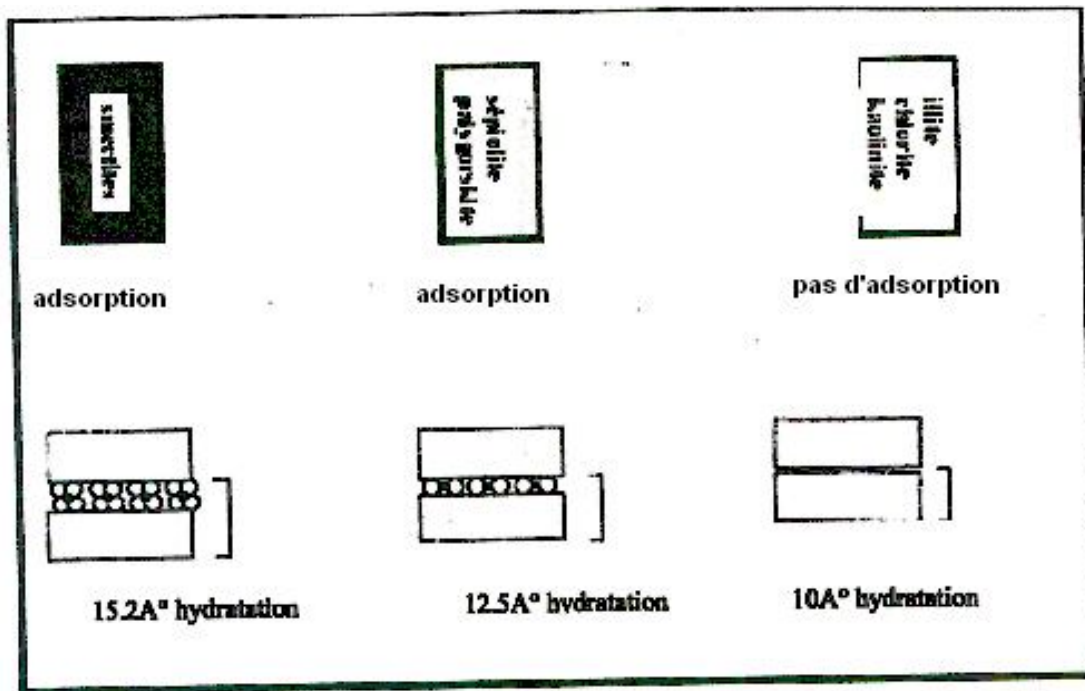 smectites
sépiolite
palygorskite
illite
chlorite
kaolinite
adsorption
adsorption
pas d'adsorption
15.2A° hydratation
12.5A° hydratation
10A° hydratation